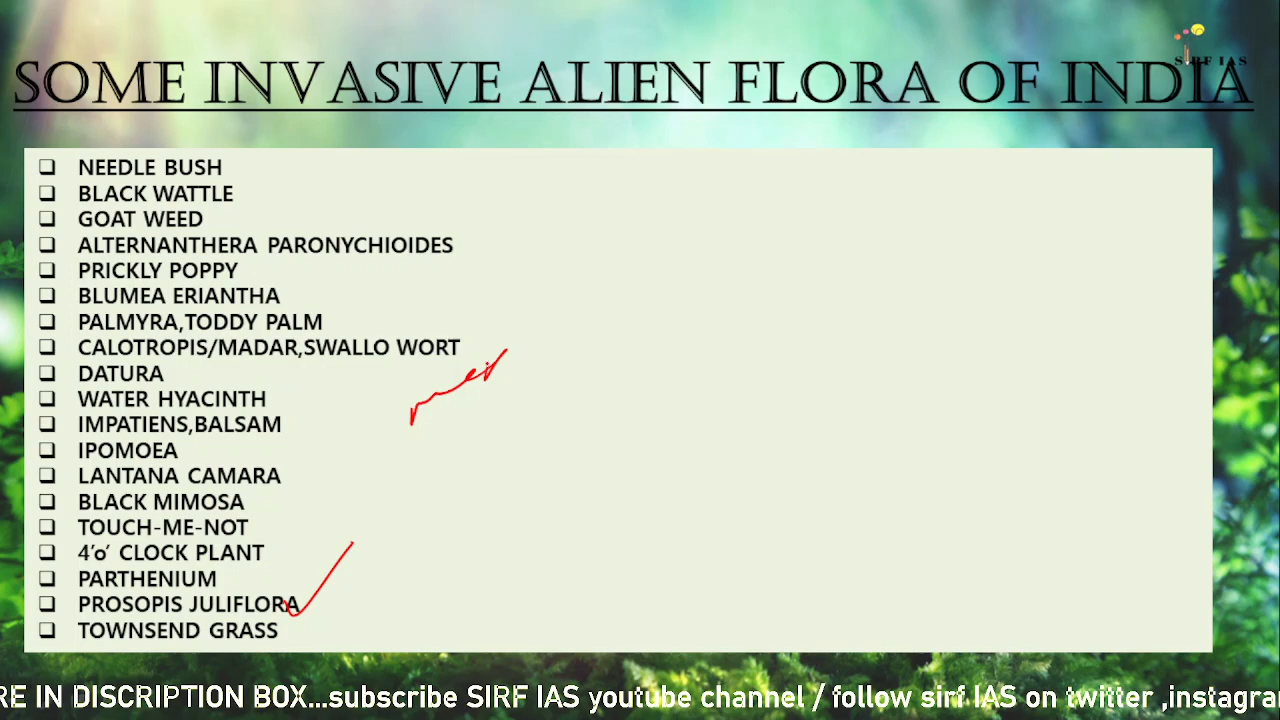 SIRF IAS
SOME INVASIVE ALIEN FLORA OF INDIA
❑ NEEDLE BUSH
❑ BLACK WATTLE
❑ GOAT WEED
❑ ALTERNANTHERA PARONYCHIOIDES
❑ PRICKLY POPPY
❑ BLUMEA ERIANTHA
❑ PALMYRA,TODDY PALM
❑ CALOTROPIS/MADAR,SWALLO WORT
❑ DATURA
❑ WATER HYACINTH
❑ IMPATIENS,BALSAM
❑ IPOMOEA
❑ LANTANA CAMARA
❑ BLACK MIMOSA
❑ TOUCH-ME-NOT
❑ 4'o' CLOCK PLANT
❑ PARTHENIUM
❑ PROSOPIS JULIFLORA
❑ TOWNSEND GRASS
RE IN DISCRIPTION BOX...subscribe SIRF IAS youtube channel / follow sirf IAS on twitter ,instagra